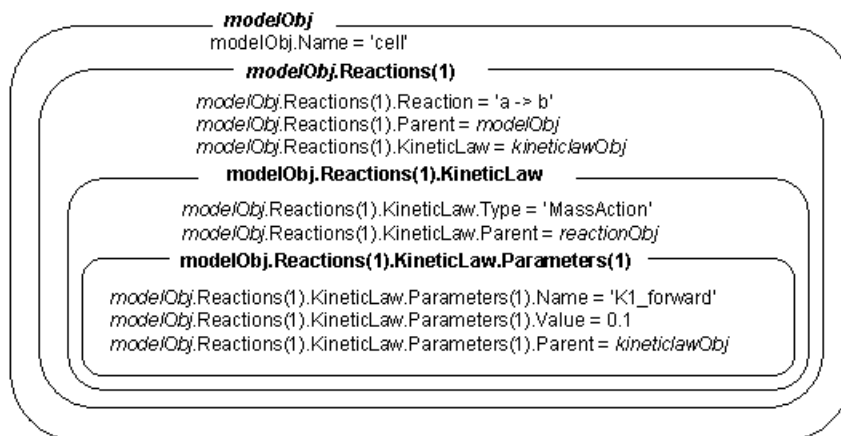 modelObj
modelObj.Name = 'cell'
modelObj.Reactions(1)
modelObj.Reactions(1).Reaction = 'a -> b'
modelObj.Reactions(1).Parent = modelObj
modelObj.Reactions(1).KineticLaw = kineticlawObj
modelObj.Reactions(1).KineticLaw
modelObj.Reactions(1).KineticLaw.Type = 'MassAction'
modelObj.Reactions(1).KineticLaw.Parent = reactionObj
modelObj.Reactions(1).KineticLaw.Parameters(1)
modelObj.Reactions(1).KineticLaw.Parameters(1).Name = 'K1_forward'
modelObj.Reactions(1).KineticLaw.Parameters(1).Value = 0.1
modelObj.Reactions(1).KineticLaw.Parameters(1).Parent = kineticlawObj